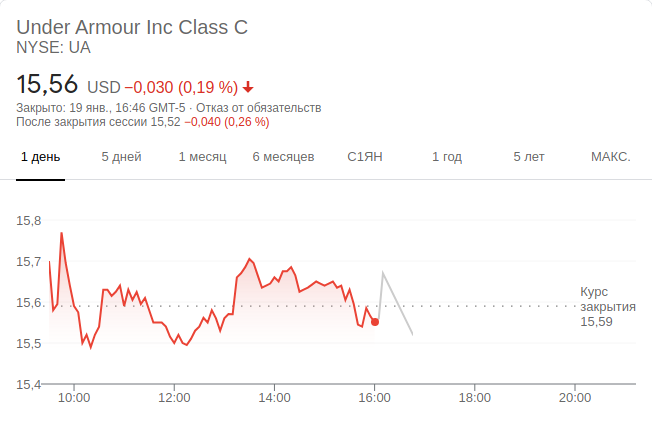 Under Armour Inc Class C
NYSE: UA
15,56 USD −0,030 (0,19 %)
Закрыто: 19 янв., 16:46 GMT-5 · Отказ от обязательств
После закрытия сессии 15,52 −0,040 (0,26 %)
1 день 5 дней 1 месяц 6 месяцев С1ЯН 1 год 5 лет МАКС.
15,8
15,7
15,6
15,5
15,4
Курс
закрытия
15,59
10:00 12:00 14:00 16:00 18:00 20:00